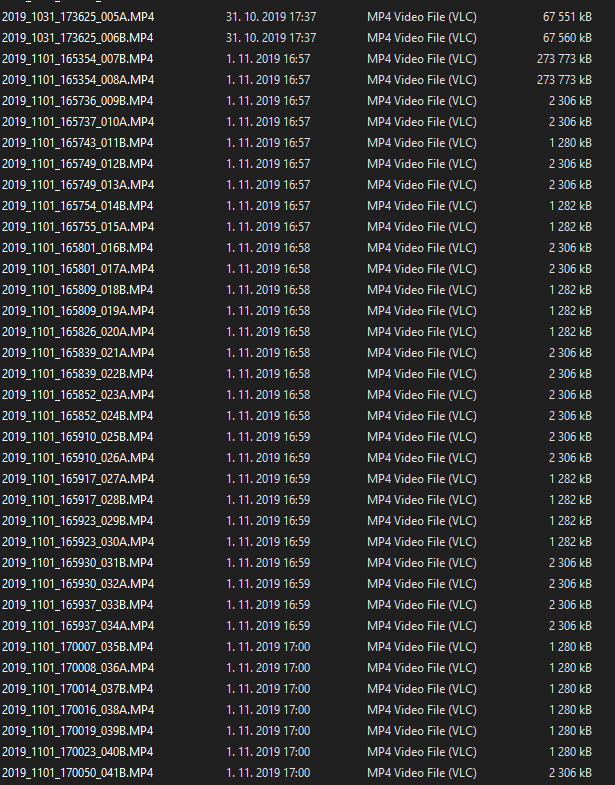 2019_1031_173625_005A.MP4 31. 10. 2019 17:37 MP4 Video File (VLC) 67 551 kB
2019_1031_173625_006B.MP4 31. 10. 2019 17:37 MP4 Video File (VLC) 67 560 kB
2019_1101_165354_007B.MP4 1. 11. 2019 16:57 MP4 Video File (VLC) 273 773 kB
2019_1101_165354_008A.MP4 1. 11. 2019 16:57 MP4 Video File (VLC) 273 773 kB
2019_1101_165736_009B.MP4 1. 11. 2019 16:57 MP4 Video File (VLC) 2 306 kB
2019_1101_165737_010A.MP4 1. 11. 2019 16:57 MP4 Video File (VLC) 2 306 kB
2019_1101_165743_011B.MP4 1. 11. 2019 16:57 MP4 Video File (VLC) 1 280 kB
2019_1101_165749_012B.MP4 1. 11. 2019 16:57 MP4 Video File (VLC) 2 306 kB
2019_1101_165749_013A.MP4 1. 11. 2019 16:57 MP4 Video File (VLC) 2 306 kB
2019_1101_165754_014B.MP4 1. 11. 2019 16:57 MP4 Video File (VLC) 1 282 kB
2019_1101_165755_015A.MP4 1. 11. 2019 16:57 MP4 Video File (VLC) 1 282 kB
2019_1101_165801_016B.MP4 1. 11. 2019 16:58 MP4 Video File (VLC) 2 306 kB
2019_1101_165801_017A.MP4 1. 11. 2019 16:58 MP4 Video File (VLC) 2 306 kB
2019_1101_165809_018B.MP4 1. 11. 2019 16:58 MP4 Video File (VLC) 1 282 kB
2019_1101_165809_019A.MP4 1. 11. 2019 16:58 MP4 Video File (VLC) 1 282 kB
2019_1101_165826_020A.MP4 1. 11. 2019 16:58 MP4 Video File (VLC) 1 282 kB
2019_1101_165839_021A.MP4 1. 11. 2019 16:58 MP4 Video File (VLC) 2 306 kB
2019_1101_165839_022B.MP4 1. 11. 2019 16:58 MP4 Video File (VLC) 2 306 kB
2019_1101_165852_023A.MP4 1. 11. 2019 16:58 MP4 Video File (VLC) 2 306 kB
2019_1101_165852_024B.MP4 1. 11. 2019 16:58 MP4 Video File (VLC) 2 306 kB
2019_1101_165910_025B.MP4 1. 11. 2019 16:59 MP4 Video File (VLC) 2 306 kB
2019_1101_165910_026A.MP4 1. 11. 2019 16:59 MP4 Video File (VLC) 2 306 kB
2019_1101_165917_027A.MP4 1. 11. 2019 16:59 MP4 Video File (VLC) 1 282 kB
2019_1101_165917_028B.MP4 1. 11. 2019 16:59 MP4 Video File (VLC) 1 282 kB
2019_1101_165923_029B.MP4 1. 11. 2019 16:59 MP4 Video File (VLC) 1 282 kB
2019_1101_165923_030A.MP4 1. 11. 2019 16:59 MP4 Video File (VLC) 1 282 kB
2019_1101_165930_031B.MP4 1. 11. 2019 16:59 MP4 Video File (VLC) 2 306 kB
2019_1101_165930_032A.MP4 1. 11. 2019 16:59 MP4 Video File (VLC) 2 306 kB
2019_1101_165937_033B.MP4 1. 11. 2019 16:59 MP4 Video File (VLC) 2 306 kB
2019_1101_165937_034A.MP4 1. 11. 2019 16:59 MP4 Video File (VLC) 2 306 kB
2019_1101_170007_035B.MP4 1. 11. 2019 17:00 MP4 Video File (VLC) 1 280 kB
2019_1101_170008_036A.MP4 1. 11. 2019 17:00 MP4 Video File (VLC) 1 280 kB
2019_1101_170014_037B.MP4 1. 11. 2019 17:00 MP4 Video File (VLC) 1 280 kB
2019_1101_170016_038A.MP4 1. 11. 2019 17:00 MP4 Video File (VLC) 1 280 kB
2019_1101_170019_039B.MP4 1. 11. 2019 17:00 MP4 Video File (VLC) 1 280 kB
2019_1101_170023_040B.MP4 1. 11. 2019 17:00 MP4 Video File (VLC) 1 280 kB
2019_1101_170050_041B.MP4 1. 11. 2019 17:00 MP4 Video File (VLC) 2 306 kB